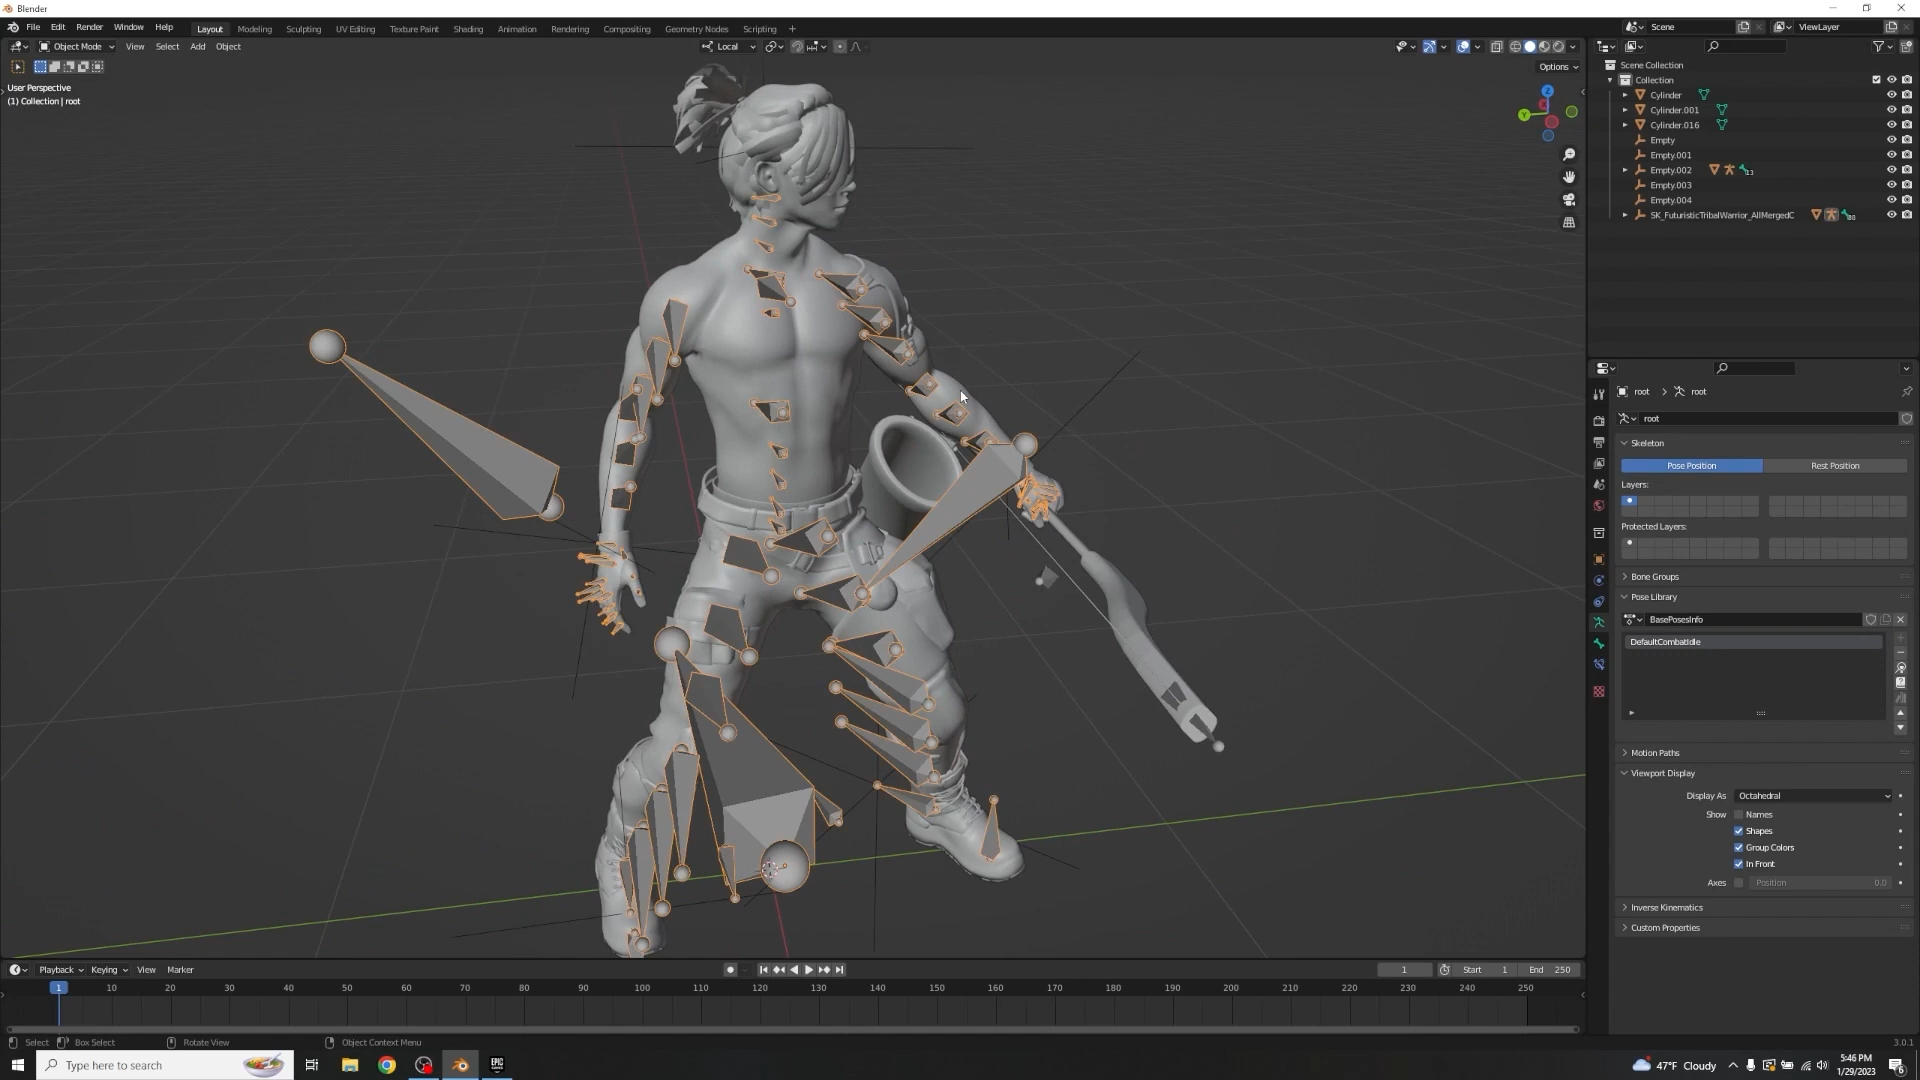 Blender
File Edit Render Window Help Layout Modeling Sculpting UV Editing Texture Paint Shading Animation Rendering Compositing Geometry Nodes Scripting + Scene ViewLayer
Object Mode View Select Add Object Local
Options
User Perspective
(1) Collection | root
Z
Y
Scene Collection
Collection
Cylinder
Cylinder.001
Cylinder.016
Empty
Empty.001
Empty.002 13
Empty.003
Empty.004
SK_FuturisticTribalWarrior_AllMergedC 88
root > root
root
Skeleton
Pose Position Rest Position
Layers:
Protected Layers:
Bone Groups
Pose Library
BasePosesInfo
DefaultCombatIdle
Motion Paths
Viewport Display
Display As Octahedral
Show Names
Shapes
Group Colors
In Front
Axes Position 0.0
Inverse Kinematics
Custom Properties
Playback Keying View Marker 1 Start 1 End 250
1 10 20 30 40 50 60 70 80 90 100 110 120 130 140 150 160 170 180 190 200 210 220 230 240 250
Select Box Select Rotate View Object Context Menu 3.0.1
Type here to search EPIC GAMES 47°F Cloudy 5:46 PM
1/29/2023 6